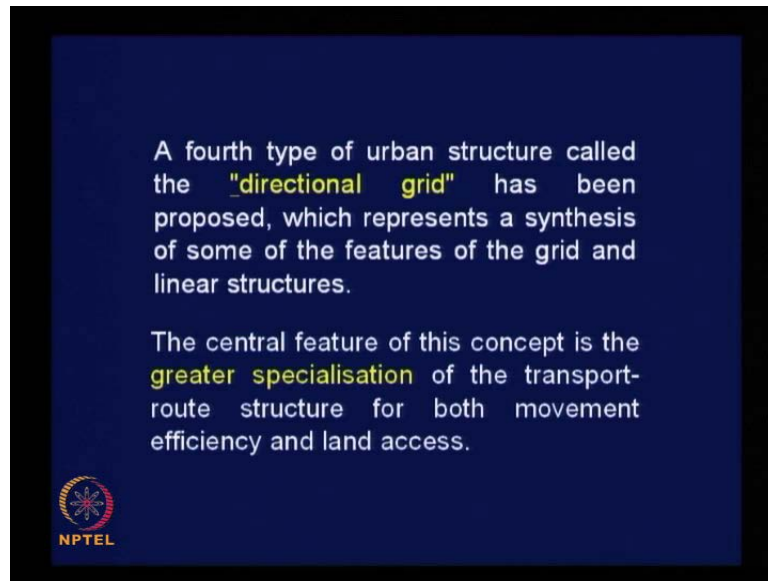 A fourth type of urban structure called
the "directional grid" has been
proposed, which represents a synthesis
of some of the features of the grid and
linear structures.
The central feature of this concept is the
greater specialisation of the transport-
route structure for both movement
efficiency and land access.
NPTEL